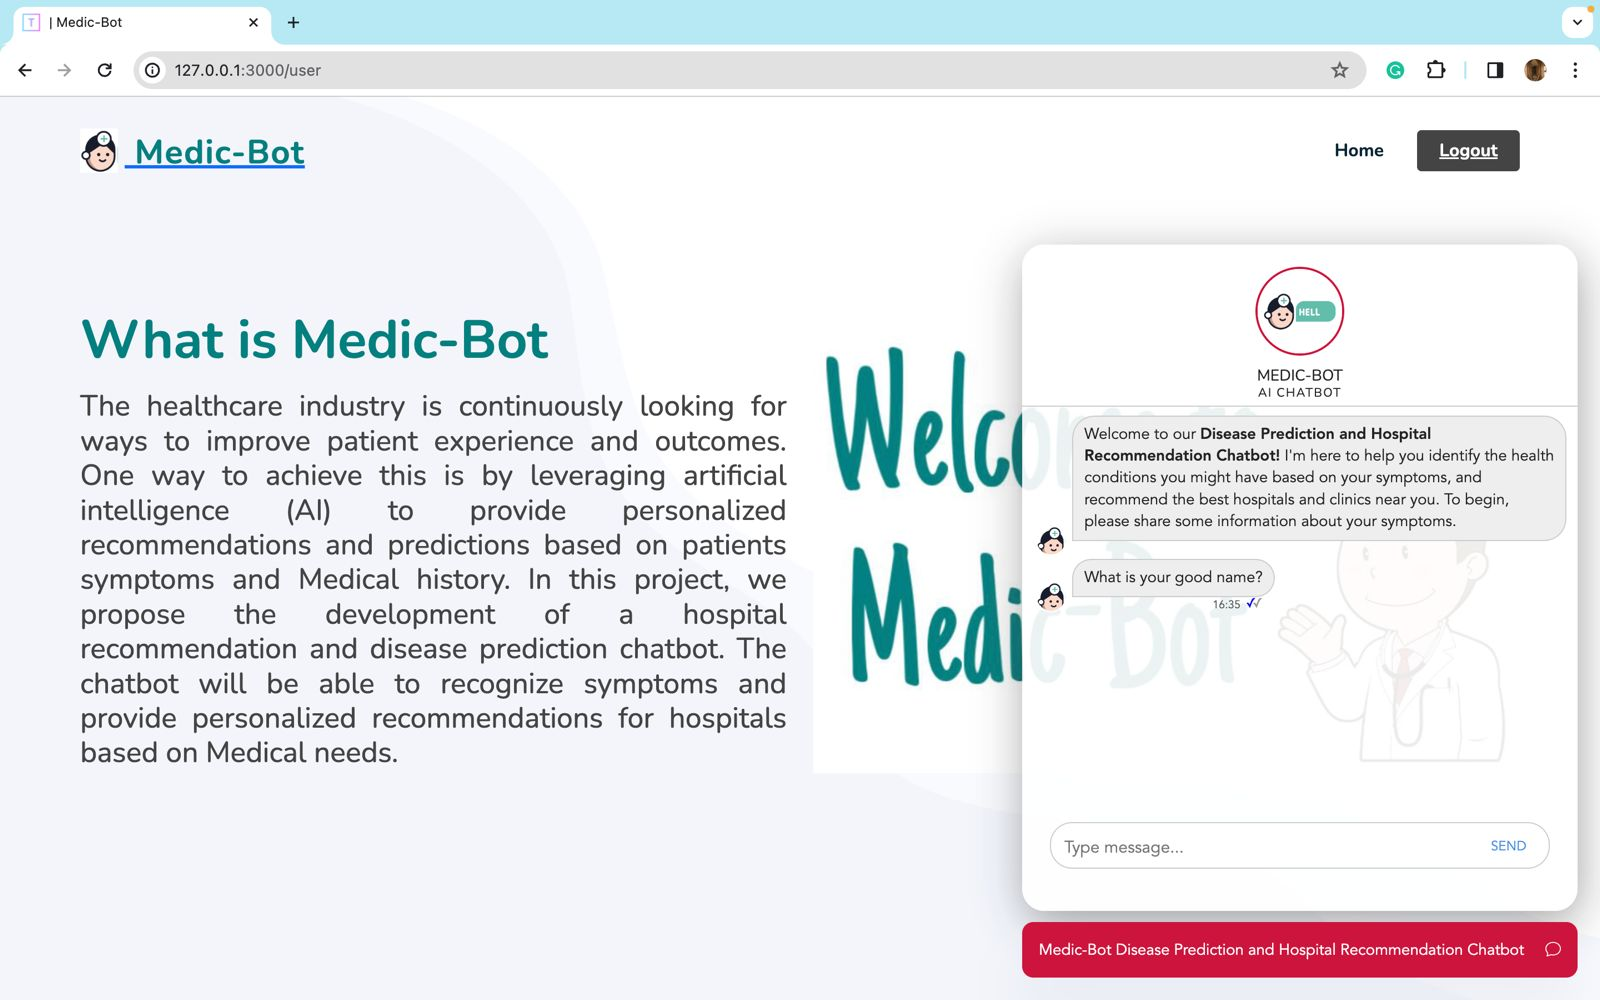 T | Medic-Bot
127.0.0.1:3000/user
Medic-Bot
Home
Logout
What is Medic-Bot
The healthcare industry is continuously looking for
ways to improve patient experience and outcomes.
One way to achieve this is by leveraging artificial
intelligence (AI) to provide personalized
recommendations and predictions based on patients
symptoms and Medical history. In this project, we
propose the development of a hospital
recommendation and disease prediction chatbot. The
chatbot will be able to recognize symptoms and
provide personalized recommendations for hospitals
based on Medical needs.
Welcome to
Medic-Bot
HELL
MEDIC-BOT
AI CHATBOT
Welcome to our Disease Prediction and Hospital
Recommendation Chatbot! I'm here to help you identify the health
conditions you might have based on your symptoms, and
recommend the best hospitals and clinics near you. To begin,
please share some information about your symptoms.
What is your good name?
16:35
Type message...
SEND
Medic-Bot Disease Prediction and Hospital Recommendation Chatbot